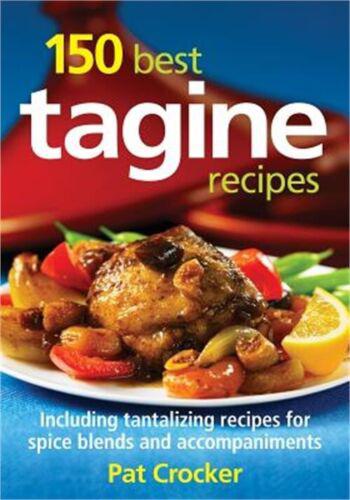 150 best
tagine
recipes
Including tantalizing recipes for
spice blends and accompaniments
Pat Crocker